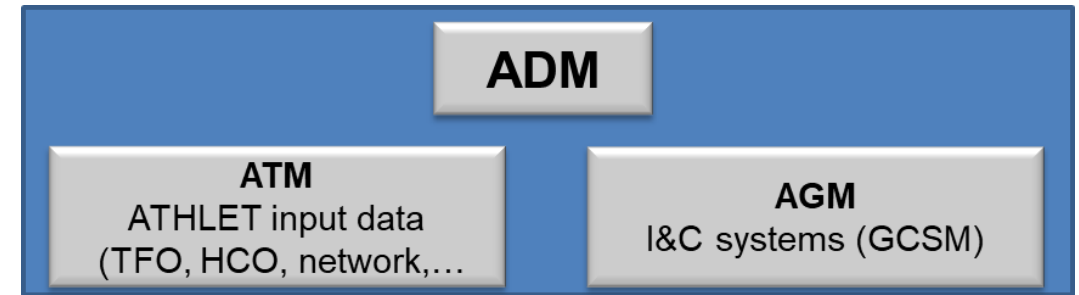 ADM
ATM
ATHLET input data
(TFO, HCO, network,…
AGM
I&C systems (GCSM)